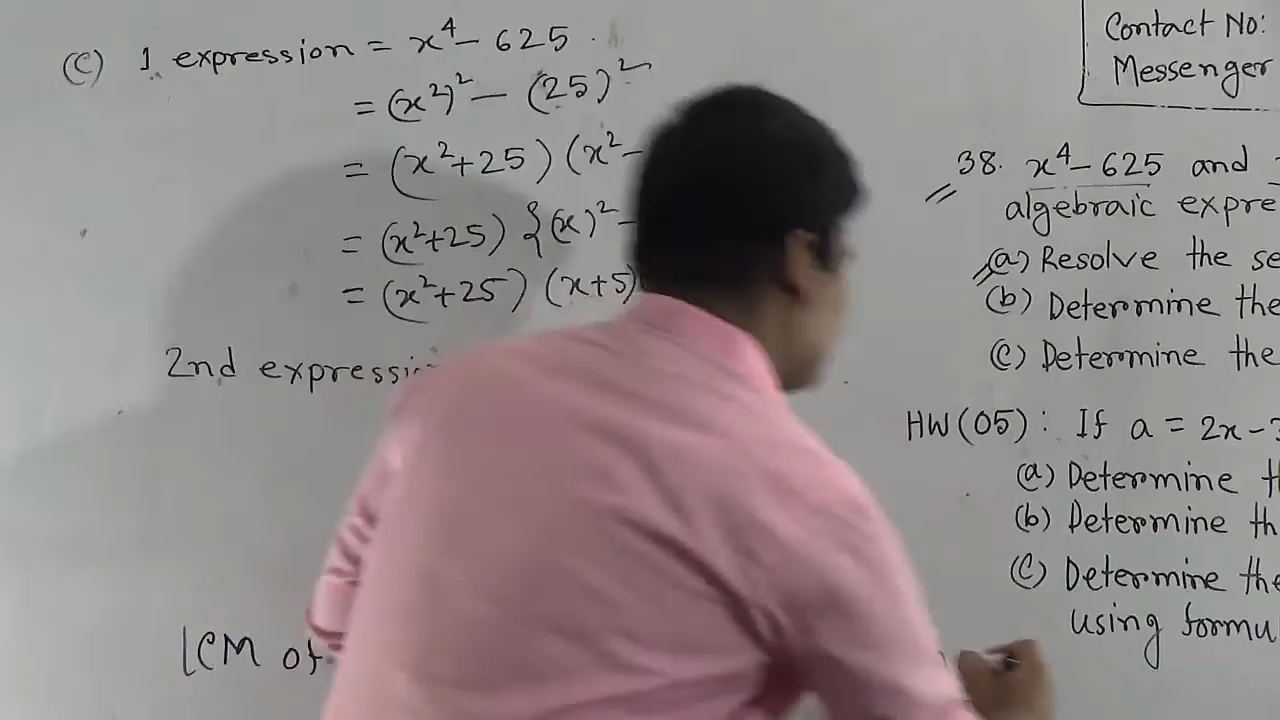 (C) 1 expression = x⁴ – 625
= (x²)² – (25)²
= (x²+25) (x² –
= (x²+25) {(x)² –
= (x²+25) (x+5)
2nd expressi
LCM of
Contact No:
Messenger
38. x⁴ – 625 and
algebraic expre
(a) Resolve the se
(b) Determine the
(C) Determine the
HW (05): If a = 2x –
(a) Determine th
(b) Determine th
(C) Determine the
using formu